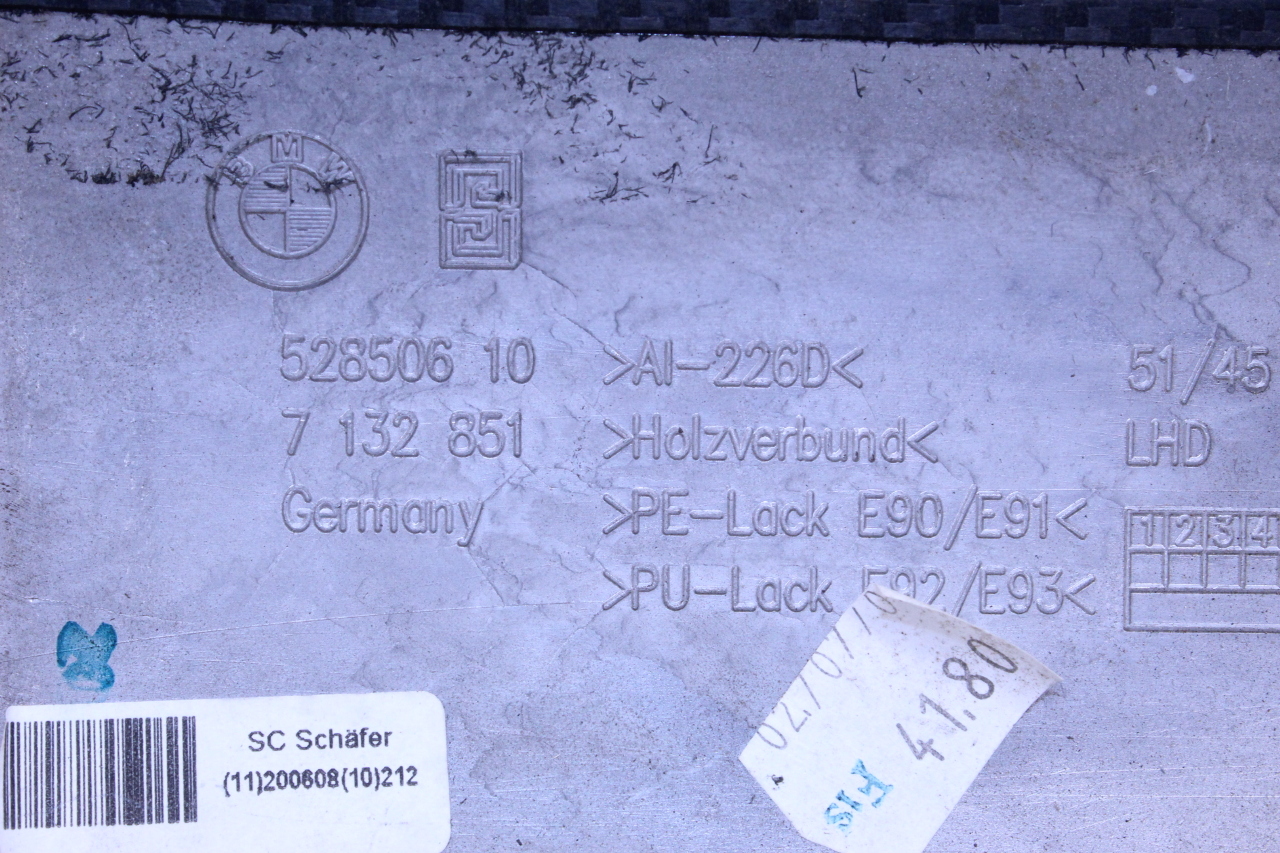 BMW
528506 10
7 132 851
Germany
>Al-226D<
>Holzverbund<
>PE-Lack E90/E91<
>PU-Lack E92/E93<
51/45
LHD
1 2 3 4
SC Schäfer
(11)200608(10)212
41.80